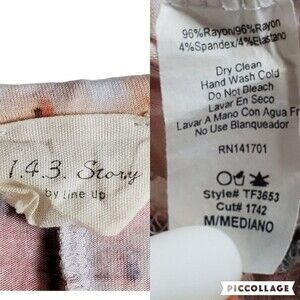 1.4.3. Story
by Line Up
96%Rayon/96%Rayon
4%Spandex/4%Elastano
Dry Clean
Hand Wash Cold
Do Not Bleach
Lavar En Seco
Lavar A Mano Con Agua Fr
No Use Blanqueador
RN141701
Style# TF3653
Cut# 1742
M/MEDIANO
PICCOLLAGE